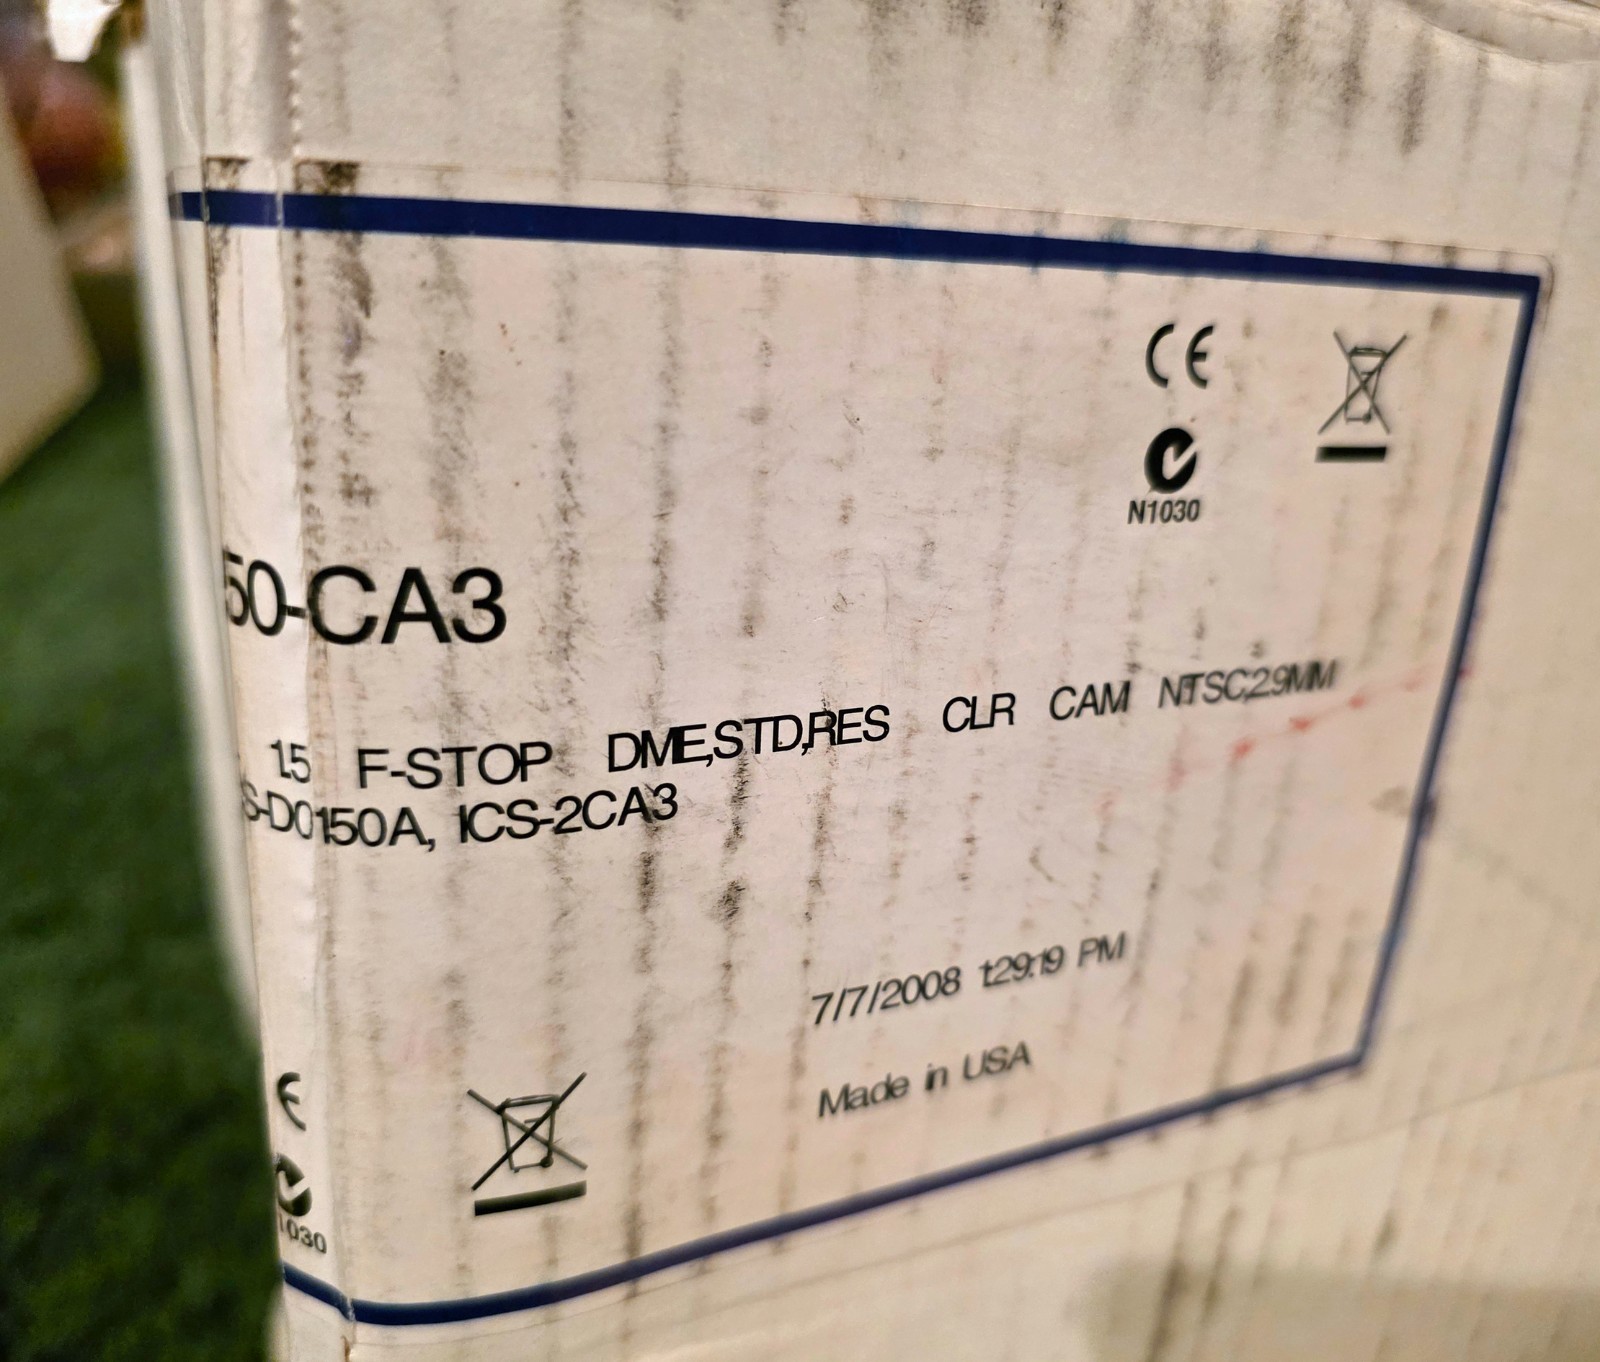 CE
N1030
50-CA3
1.5 F-STOP DME,STD,RES CLR CAM NTSC,2.9MM
S-D0150A, ICS-2CA3
7/7/2008 1:29:19 PM
Made in USA
1030